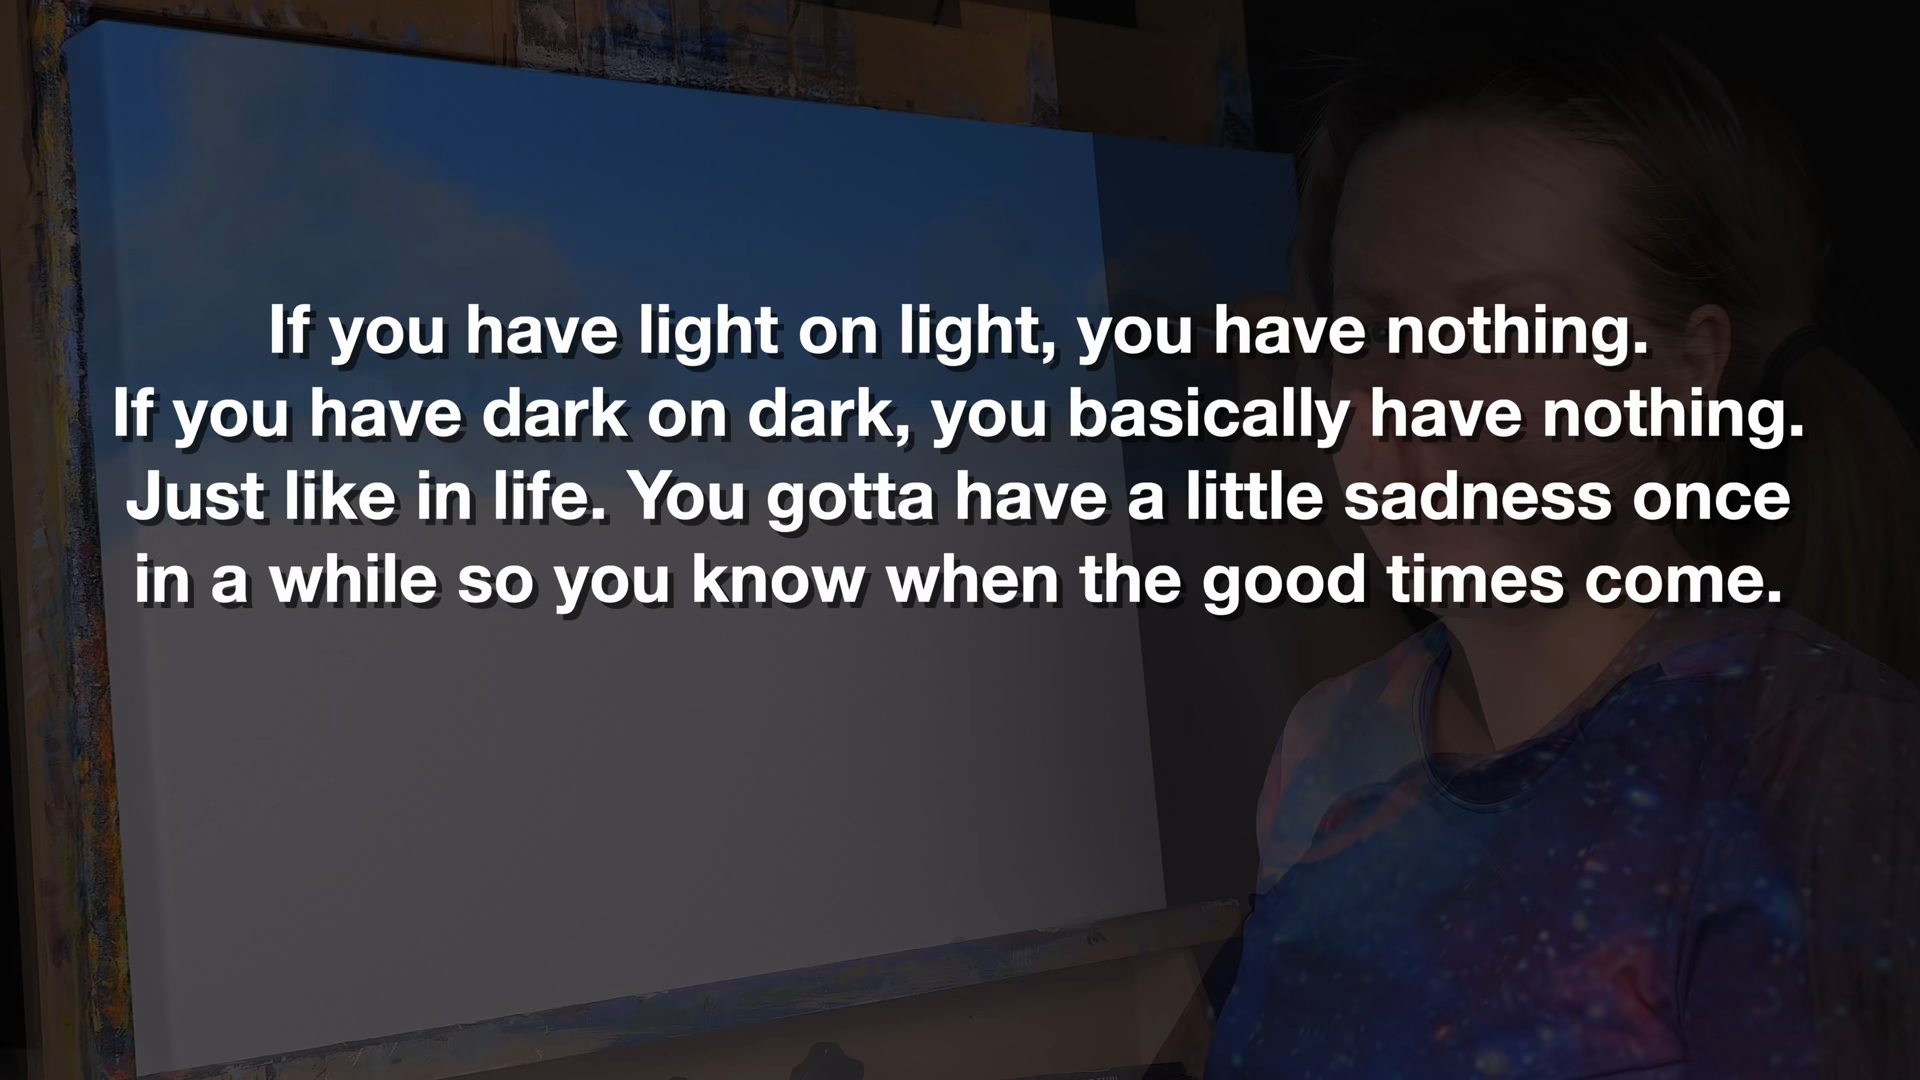 If you have light on light, you have nothing.
If you have dark on dark, you basically have nothing.
Just like in life. You gotta have a little sadness once
in a while so you know when the good times come.